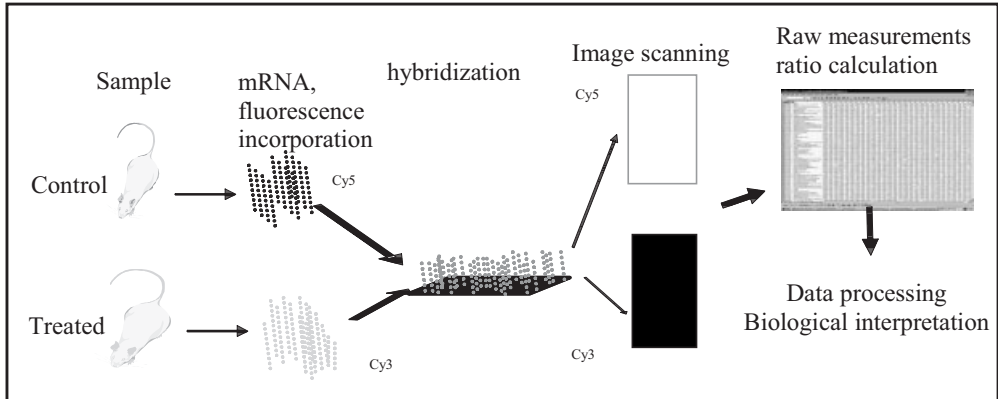 Sample
Control
Treated
mRNA,
fluorescence
incorporation
Cy5
Cy3
hybridization
Image scanning
Cy5
Cy3
Raw measurements
ratio calculation
Data processing
Biological interpretation